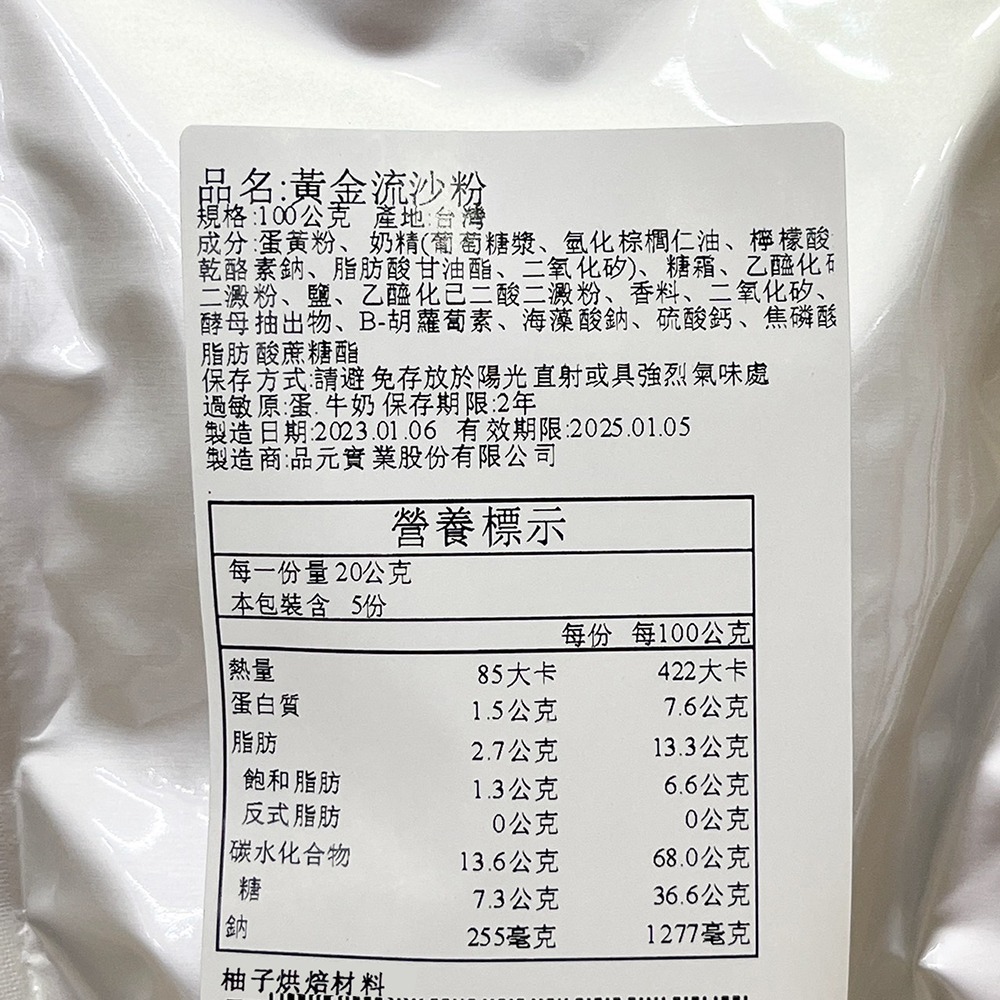 品名:黃金流沙粉
規格:100公克 產地:台灣
成分:蛋黃粉、奶精(葡萄糖漿、氫化棕櫚仁油、檸檬酸
乾酪素鈉、脂肪酸甘油酯、二氧化矽)、糖霜、乙醯化
二澱粉、鹽、乙醯化己二酸二澱粉、香料、二氧化矽、
酵母抽出物、B-胡蘿蔔素、海藻酸鈉、硫酸鈣、焦磷酸
脂肪酸蔗糖酯
保存方式:請避免存放於陽光直射或具強烈氣味處
過敏原:蛋.牛奶 保存期限:2年
製造日期:2023.01.06 有效期限:2025.01.05
製造商:品元實業股份有限公司
營養標示
每一份量 20公克
本包裝含 5份
每份 每100公克
熱量 85大卡 422大卡
蛋白質 1.5公克 7.6公克
脂肪 2.7公克 13.3公克
飽和脂肪 1.3公克 6.6公克
反式脂肪 0公克 0公克
碳水化合物 13.6公克 68.0公克
糖 7.3公克 36.6公克
鈉 255毫克 1277毫克
柚子烘焙材料